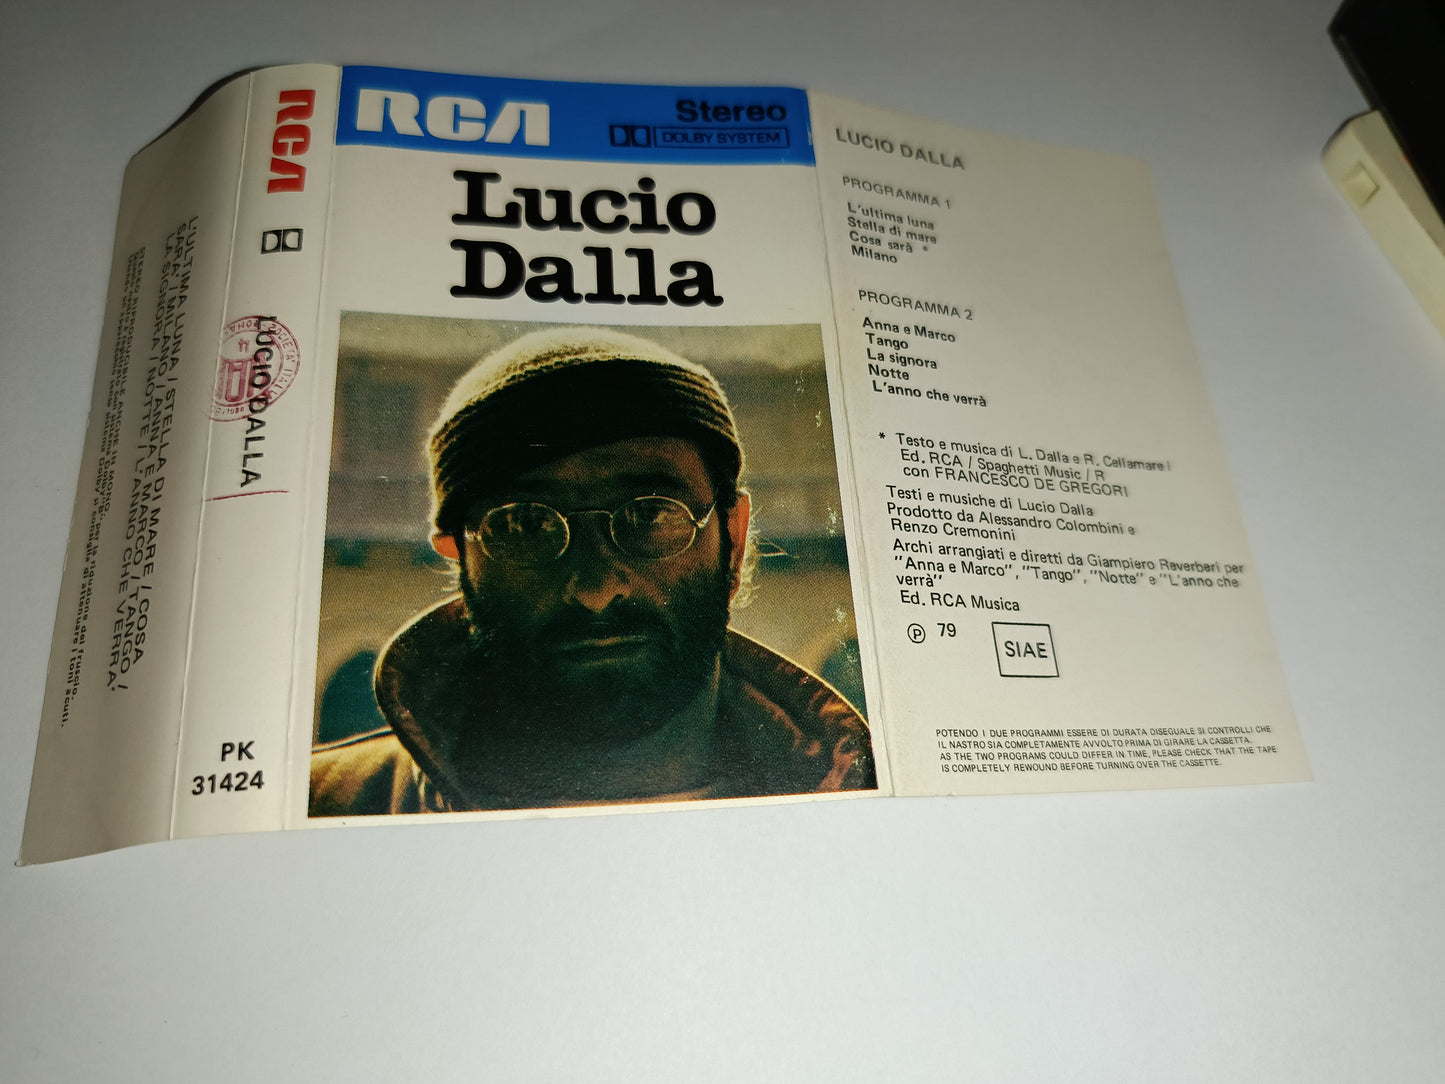 RCA
Stereo
DOLBY SYSTEM
Lucio
Dalla
RCA
LUCIO DALLA
PK
31424
L'ULTIMA LUNA / STELLA DI MARE / COSA
SARA' / MILANO / ANNA E MARCO / TANGO /
LA SIGNORA / NOTTE / L'ANNO CHE VERRA'
STEREO RIPRODUCIBILE ANCHE IN MONO
LUCIO DALLA
PROGRAMMA 1
L'ultima luna
Stella di mare
Cosa sarà *
Milano
PROGRAMMA 2
Anna e Marco
Tango
La signora
Notte
L'anno che verrà
* Testo e musica di L. Dalla e R. Cellamare
Ed. RCA / Spaghetti Music / R
con FRANCESCO DE GREGORI
Testi e musiche di Lucio Dalla
Prodotto da Alessandro Colombini e
Renzo Cremonini
Archi arrangiati e diretti da Giampiero Reverberi per
"Anna e Marco", "Tango", "Notte" e "L'anno che
verrà"
Ed. RCA Musica
Ⓟ 79
SIAE
POTENDO I DUE PROGRAMMI ESSERE DI DURATA DISEGUALE SI CONTROLLI CHE
IL NASTRO SIA COMPLETAMENTE AVVOLTO PRIMA DI GIRARE LA CASSETTA.
AS THE TWO PROGRAMS COULD DIFFER IN TIME, PLEASE CHECK THAT THE TAPE
IS COMPLETELY REWOUND BEFORE TURNING OVER THE CASSETTE.